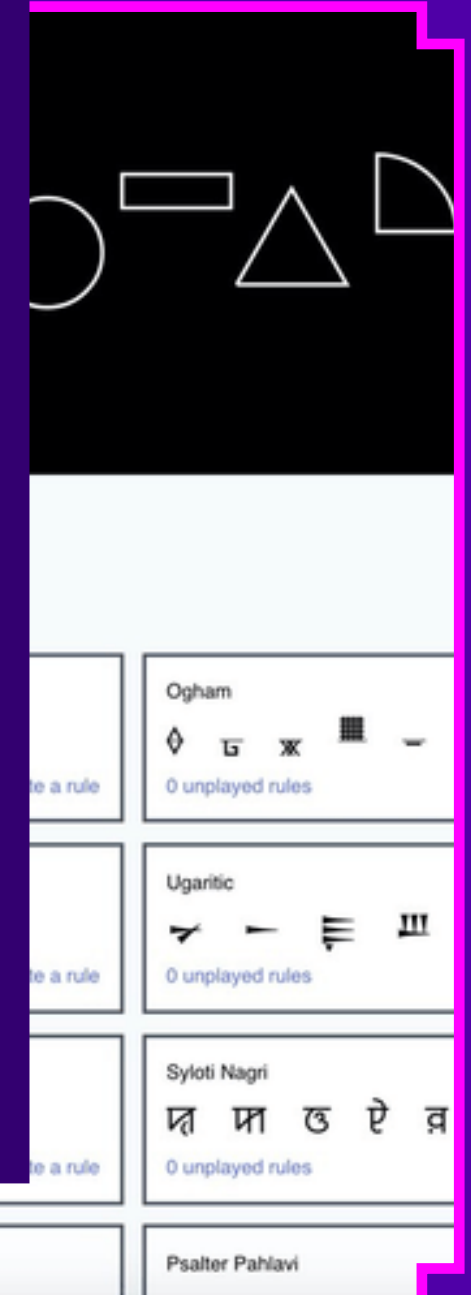 Ogham
te a rule
0 unplayed rules
Ugaritic
te a rule
0 unplayed rules
Syloti Nagri
te a rule
0 unplayed rules
Psalter Pahlavi